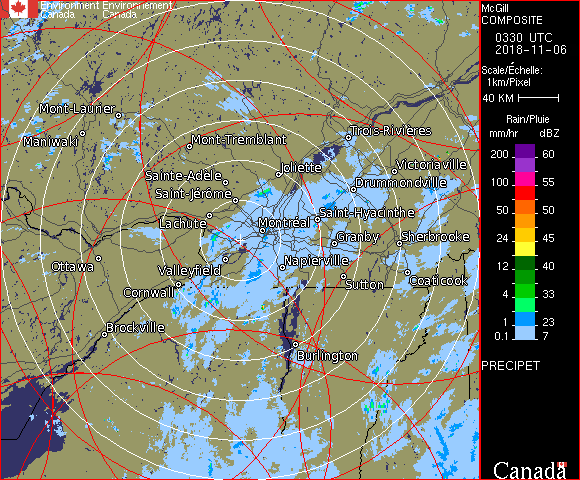 Environment Environnement
Canada Canada
McGill
COMPOSITE
0330 UTC
2018-11-06
Scale/Échelle:
1km/Pixel
40 KM
Rain/Pluie
mm/hr dBZ
200 60
100 55
50 50
24 45
12 40
4 33
1 23
0.1 7
PRECIPET
Canada
Mont-Laurier
Maniwaki
Mont-Tremblant
Trois-Rivières
Sainte-Adèle
Joliette
Victoriaville
Saint-Jérôme
Drummondville
Lachute
Montréal
Saint-Hyacinthe
Granby
Sherbrooke
Ottawa
Valleyfield
Napierville
Cornwall
Sutton
Coaticook
Brockville
Burlington